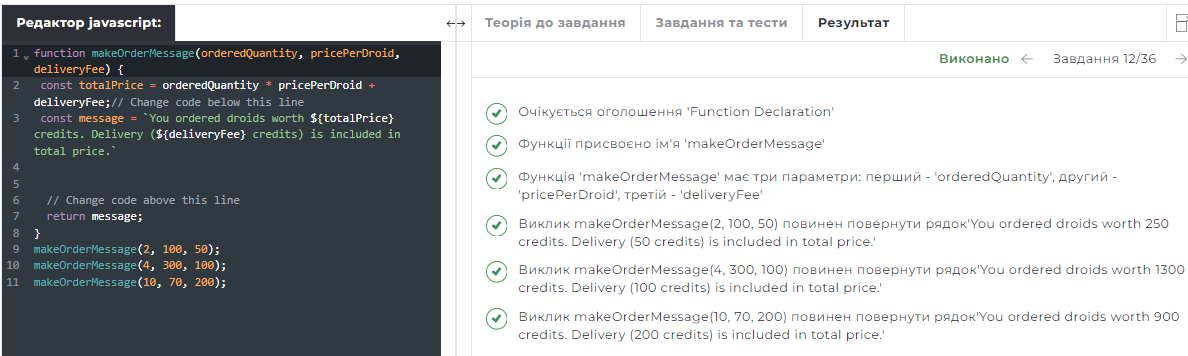 Редактор javascript:
Теорія до завдання
Завдання та тести
Результат
1 function makeOrderMessage(orderedQuantity, pricePerDroid,
deliveryFee) {
2 const totalPrice = orderedQuantity * pricePerDroid +
deliveryFee;// Change code below this line
3 const message = `You ordered droids worth ${totalPrice}
credits. Delivery (${deliveryFee} credits) is included in
total price.`
4
5
6 // Change code above this line
7 return message;
8 }
9 makeOrderMessage(2, 100, 50);
10 makeOrderMessage(4, 300, 100);
11 makeOrderMessage(10, 70, 200);
Виконано ← Завдання 12/36 →
Очікується оголошення 'Function Declaration'
Функції присвоєно ім'я 'makeOrderMessage'
Функція 'makeOrderMessage' має три параметри: перший - 'orderedQuantity', другий -
'pricePerDroid', третій - 'deliveryFee'
Виклик makeOrderMessage(2, 100, 50) повинен повернути рядок'You ordered droids worth 250
credits. Delivery (50 credits) is included in total price.'
Виклик makeOrderMessage(4, 300, 100) повинен повернути рядок'You ordered droids worth 1300
credits. Delivery (100 credits) is included in total price.'
Виклик makeOrderMessage(10, 70, 200) повинен повернути рядок'You ordered droids worth 900
credits. Delivery (200 credits) is included in total price.'